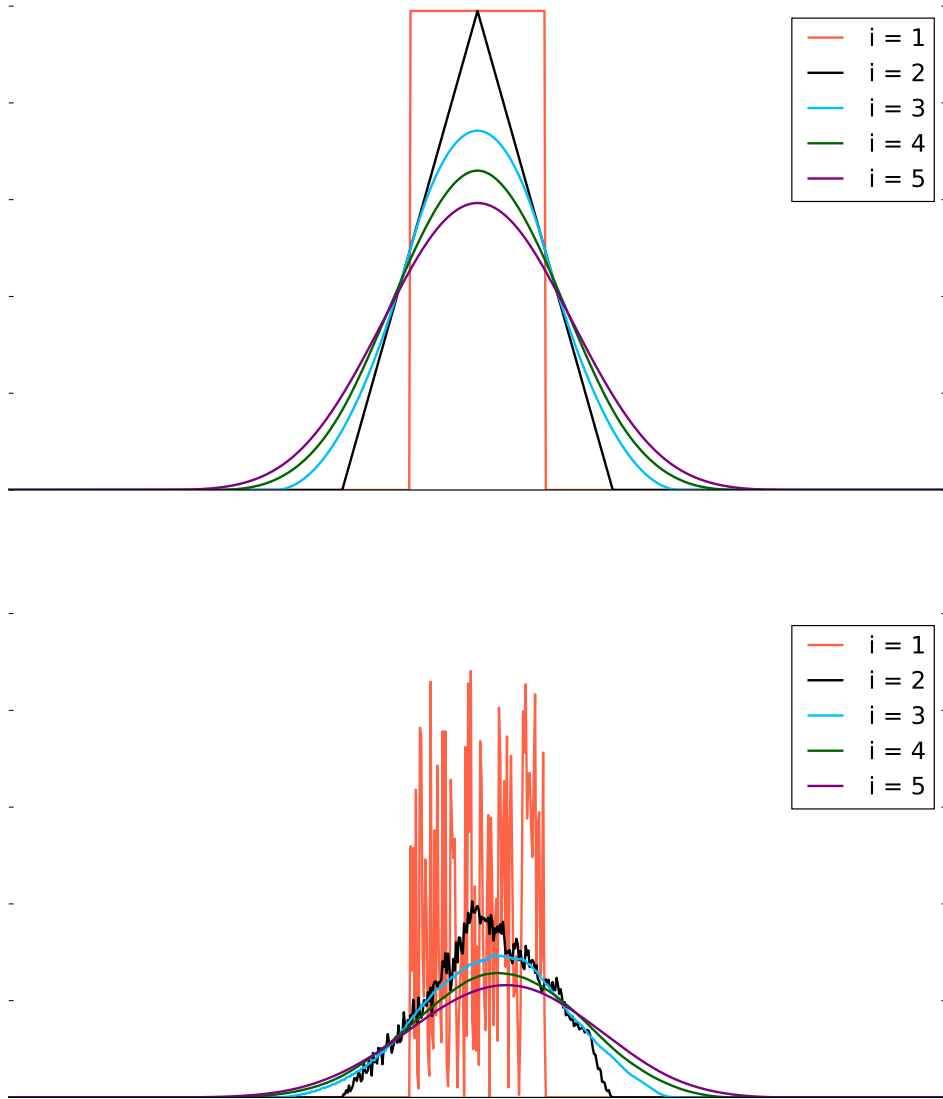 i = 1
i = 2
i = 3
i = 4
i = 5
i = 1
i = 2
i = 3
i = 4
i = 5